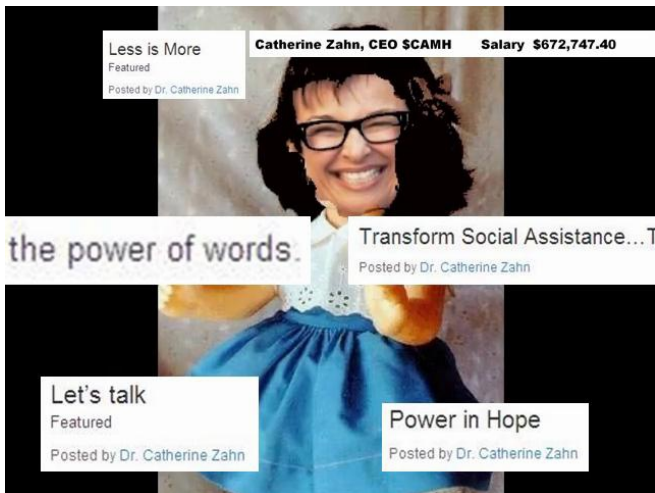 Less is More
Featured
Posted by Dr. Catherine Zahn
Catherine Zahn, CEO $CAMH Salary $672,747.40
the power of words.
Transform Social Assistance...T
Posted by Dr. Catherine Zahn
Let's talk
Featured
Posted by Dr. Catherine Zahn
Power in Hope
Posted by Dr. Catherine Zahn